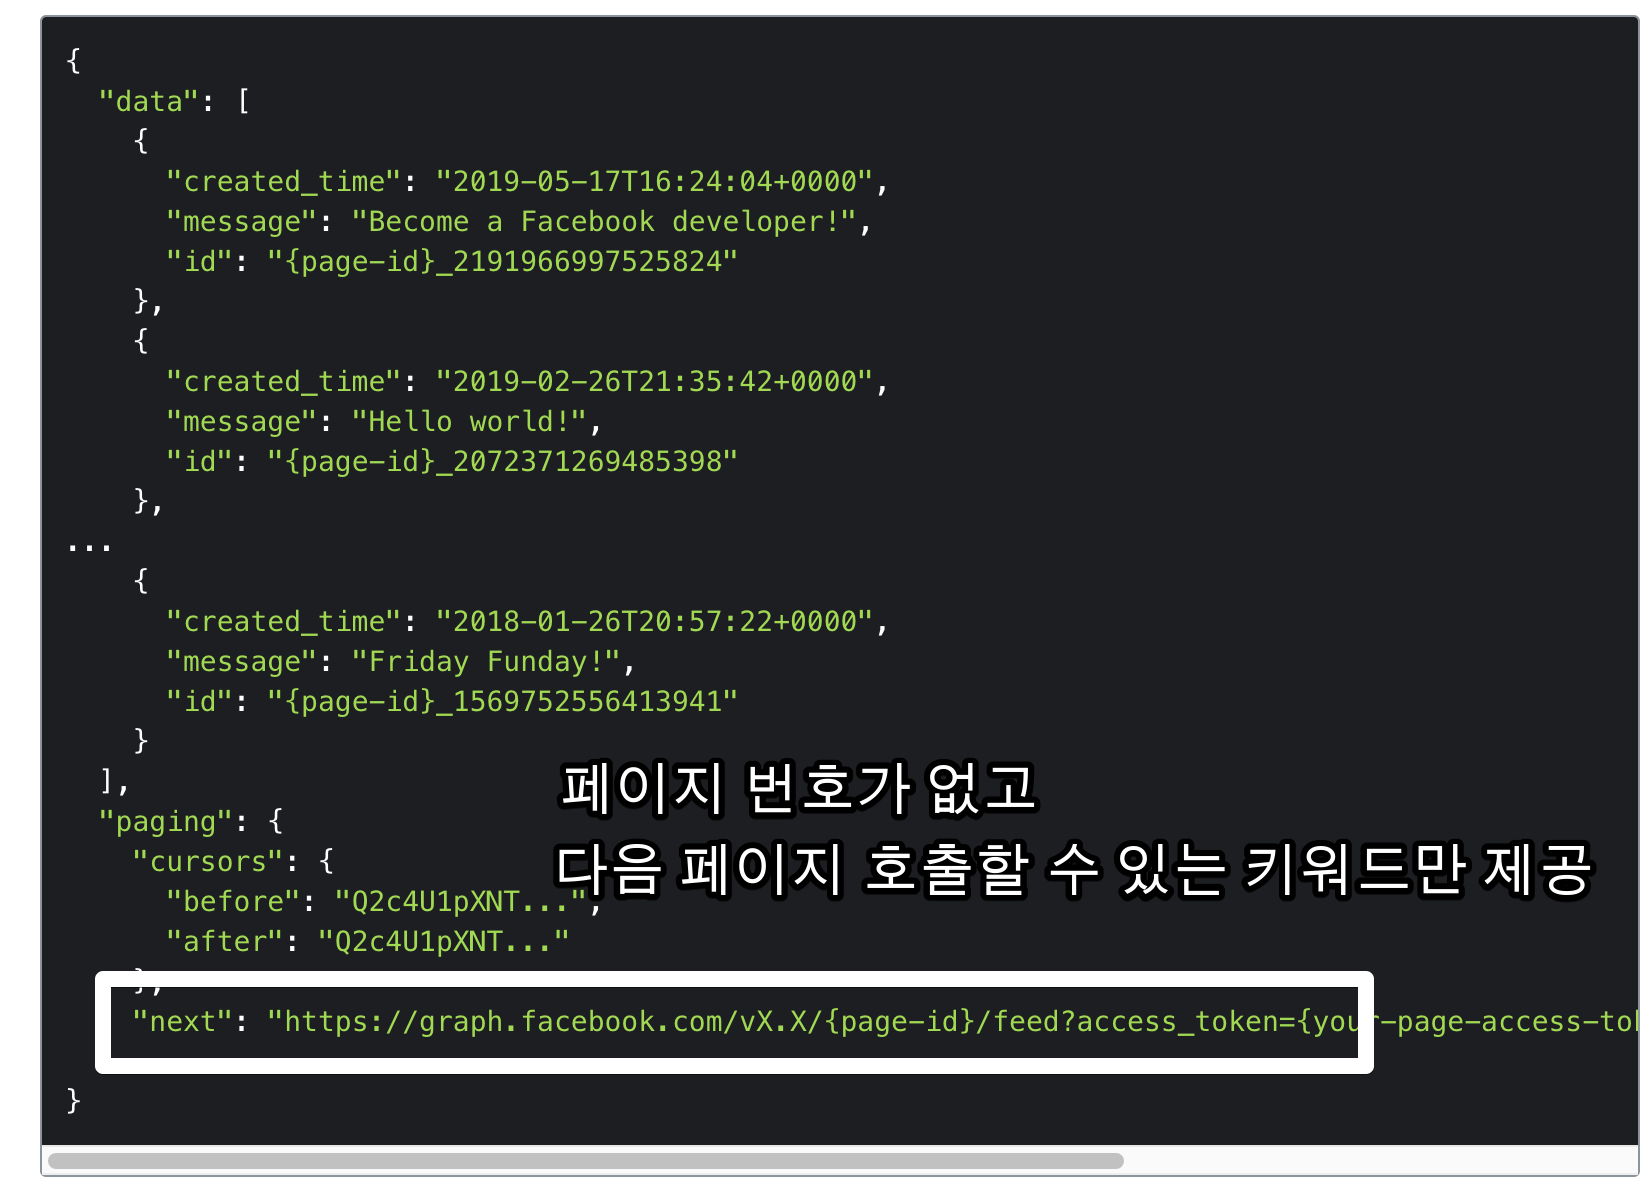 {
  "data": [
    {
      "created_time": "2019-05-17T16:24:04+0000",
      "message": "Become a Facebook developer!",
      "id": "{page-id}_2191966997525824"
    },
    {
      "created_time": "2019-02-26T21:35:42+0000",
      "message": "Hello world!",
      "id": "{page-id}_2072371269485398"
    },
...
    {
      "created_time": "2018-01-26T20:57:22+0000",
      "message": "Friday Funday!",
      "id": "{page-id}_1569752556413941"
    }
  ],
페이지 번호가 없고
  "paging": {
    "cursors": {
다음 페이지 호출할 수 있는 키워드만 제공
      "before": "Q2c4U1pXNT...",
      "after": "Q2c4U1pXNT..."
    },
    "next": "https://graph.facebook.com/vX.X/{page-id}/feed?access_token={your-page-access-to
}